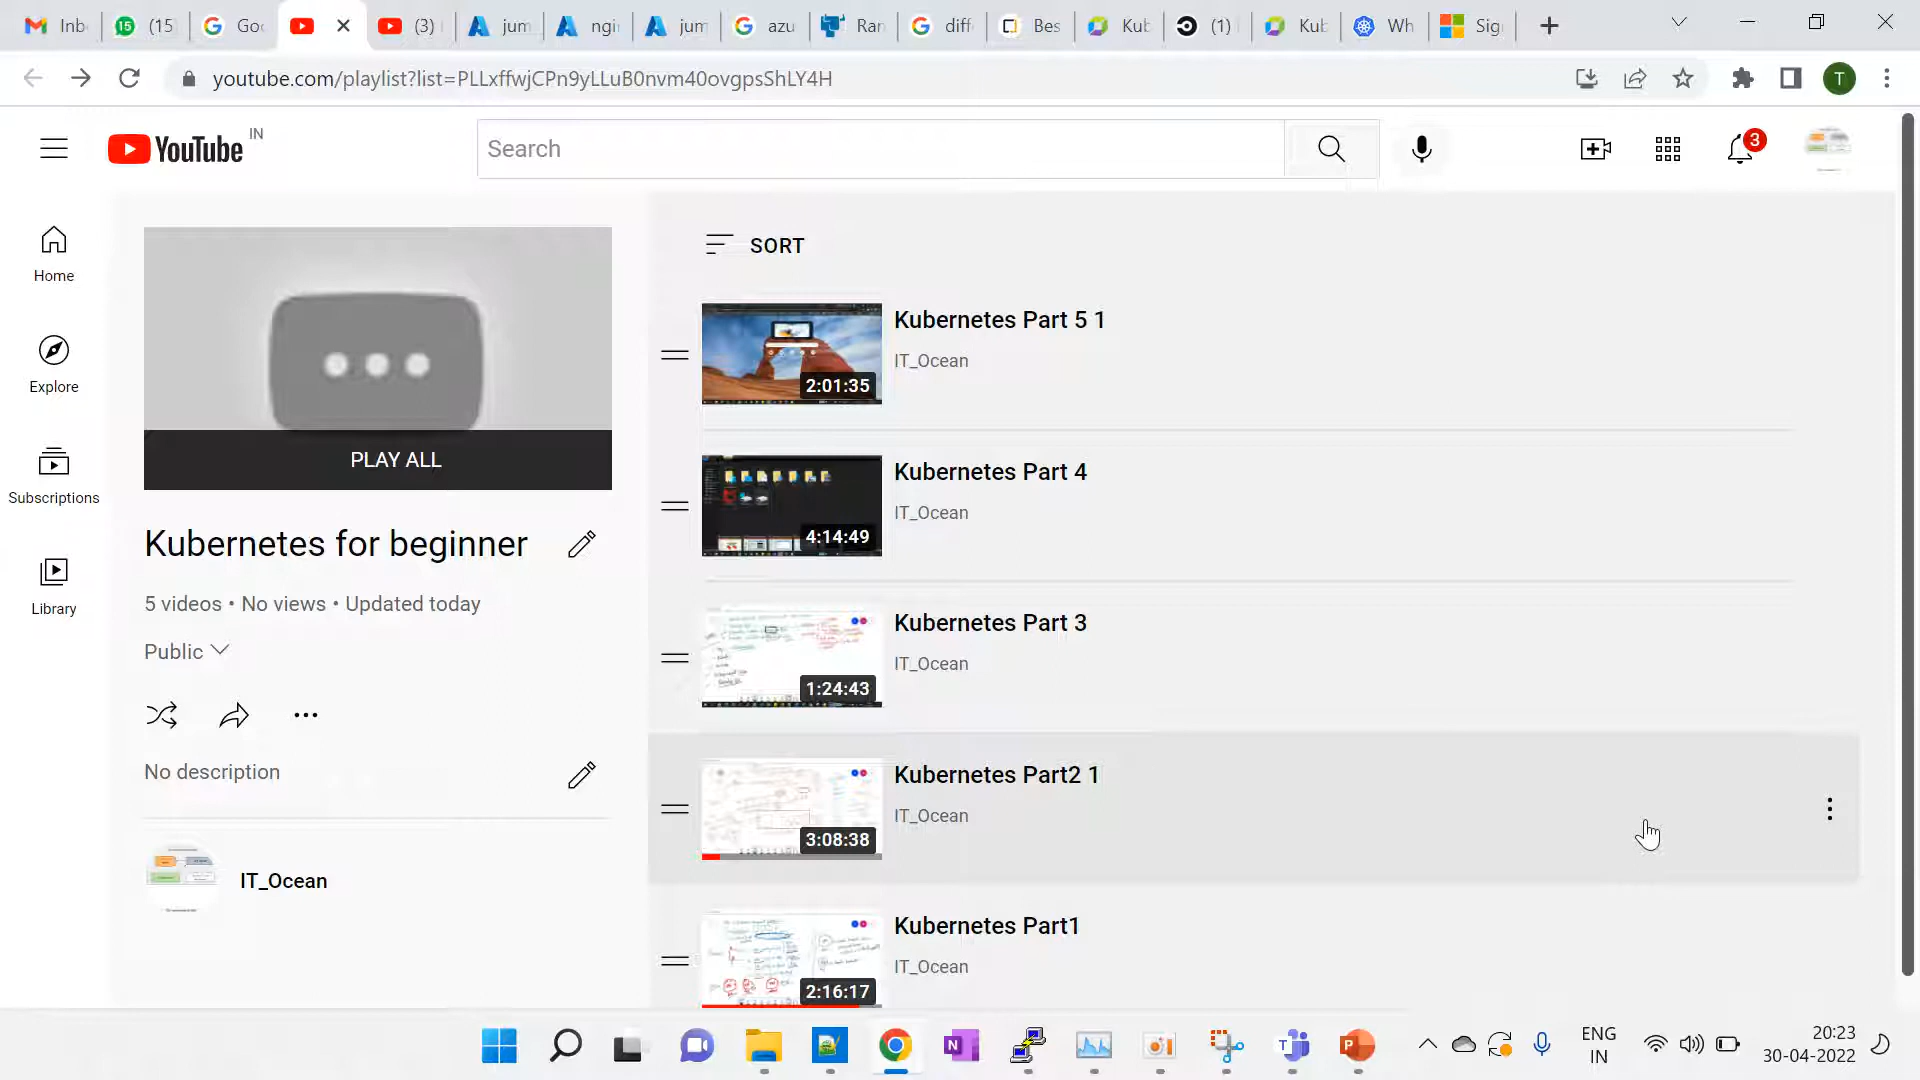 Inb
(15
Goo
(3)
jum
ngi
jum
azu
Ran
diff
Bes
Kub
(1)
Kub
Wh
Sig
youtube.com/playlist?list=PLLxffwjCPn9yLLuB0nvm40ovgpsShLY4H
T
YouTube IN
Search
3
Home
Explore
Subscriptions
Library
PLAY ALL
Kubernetes for beginner
5 videos • No views • Updated today
Public
No description
IT_Ocean
SORT
Kubernetes Part 5 1
IT_Ocean
2:01:35
Kubernetes Part 4
IT_Ocean
4:14:49
Kubernetes Part 3
IT_Ocean
1:24:43
Kubernetes Part2 1
IT_Ocean
3:08:38
Kubernetes Part1
IT_Ocean
2:16:17
ENG
IN
20:23
30-04-2022